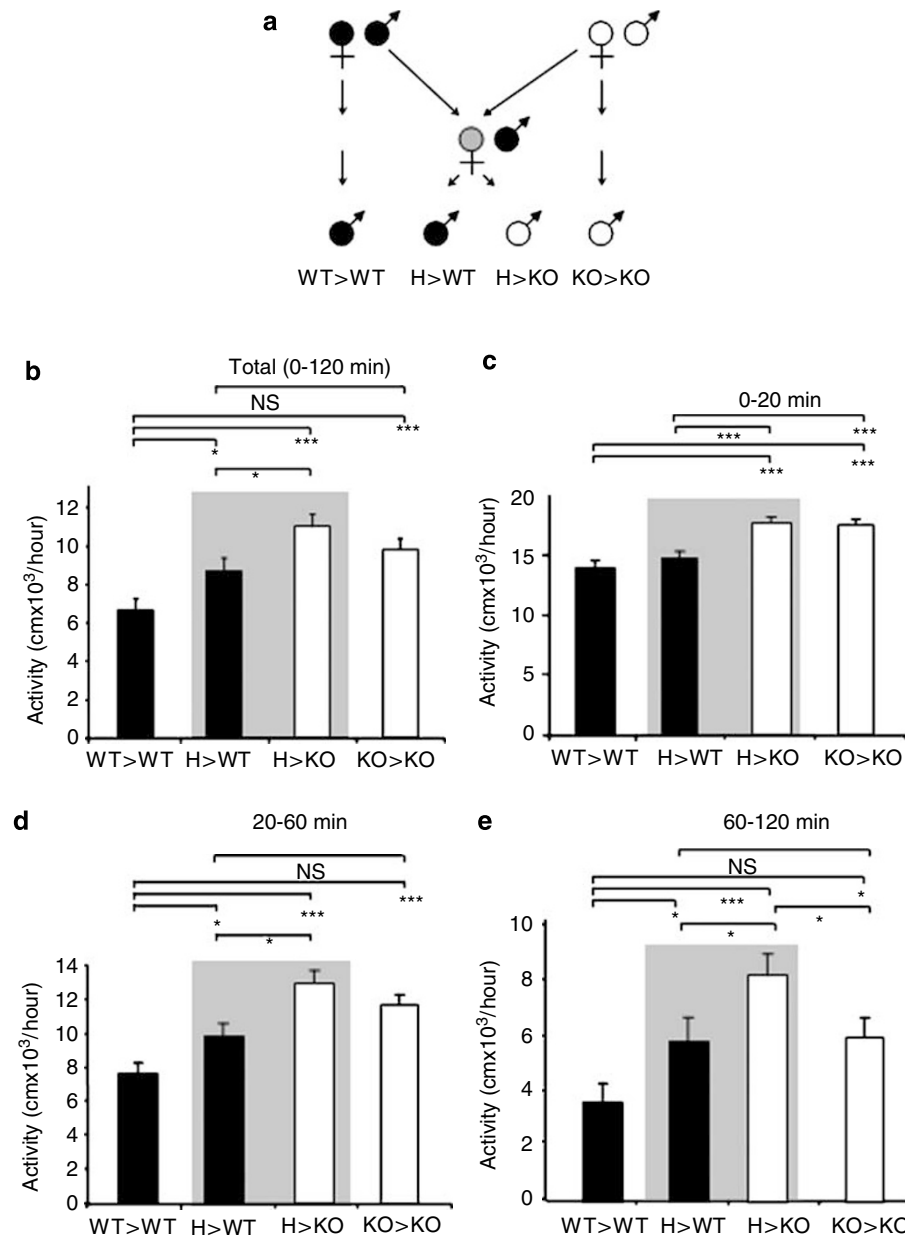 a
WT>WT H>WT H>KO KO>KO
b
Total (0-120 min)
NS
***
***
*
*
Activity (cmx10³/hour)
12
10
8
6
4
2
0
WT>WT H>WT H>KO KO>KO
c
0-20 min
***
***
***
***
Activity (cmx10³/hour)
20
15
10
5
0
WT>WT H>WT H>KO KO>KO
d
20-60 min
NS
***
***
*
*
Activity (cmx10³/hour)
14
12
10
8
6
4
2
0
WT>WT H>WT H>KO KO>KO
e
60-120 min
NS
*
***
*
*
*
Activity (cmx10³/hour)
10
8
6
4
2
0
WT>WT H>WT H>KO KO>KO